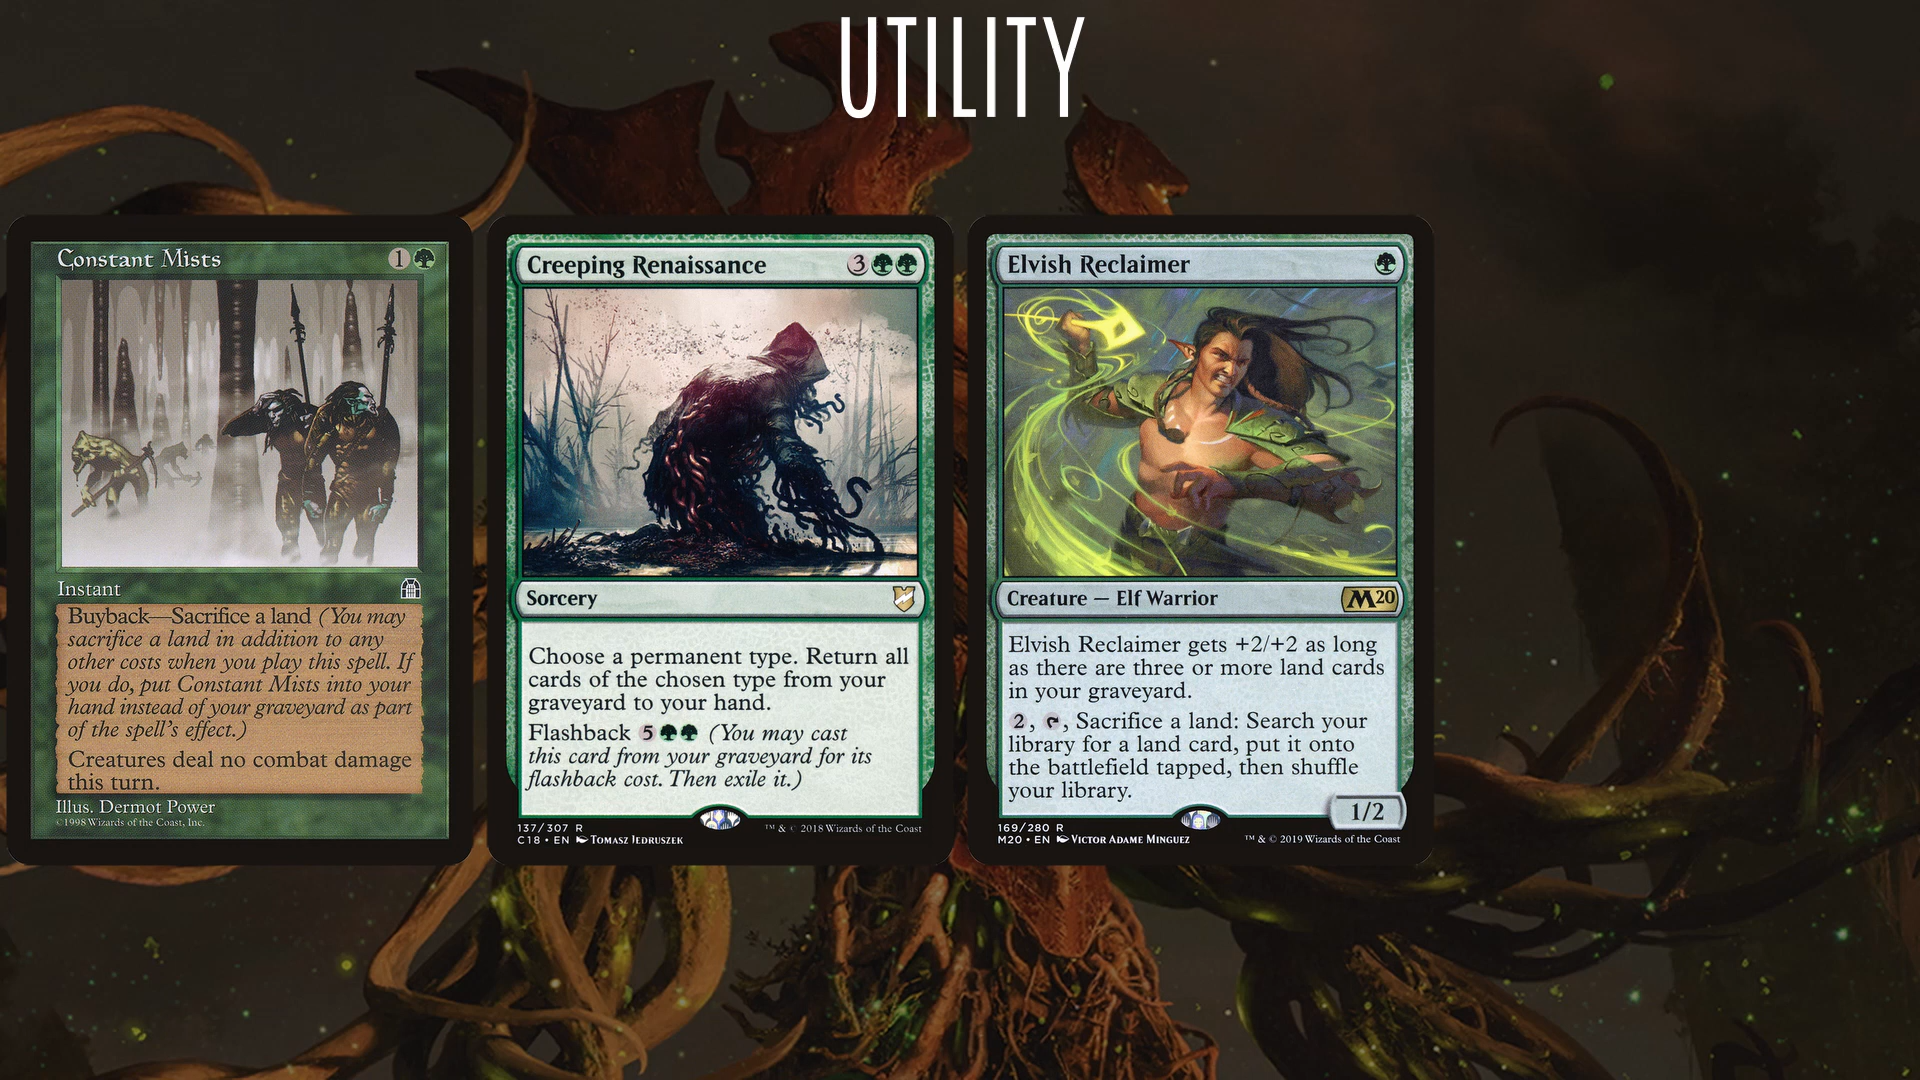 UTILITY
Constant Mists 1
Instant
Buyback—Sacrifice a land (You may
sacrifice a land in addition to any
other costs when you play this spell. If
you do, put Constant Mists into your
hand instead of your graveyard as part
of the spell's effect.)
Creatures deal no combat damage
this turn.
Illus. Dermot Power
©1998 Wizards of the Coast, Inc.
Creeping Renaissance 3
Sorcery
Choose a permanent type. Return all
cards of the chosen type from your
graveyard to your hand.
Flashback 5 (You may cast
this card from your graveyard for its
flashback cost. Then exile it.)
137/307 R
C18 • EN Tomasz Jedruszek
™ & © 2018 Wizards of the Coast
Elvish Reclaimer
Creature — Elf Warrior M20
Elvish Reclaimer gets +2/+2 as long
as there are three or more land cards
in your graveyard.
2, , Sacrifice a land: Search your
library for a land card, put it onto
the battlefield tapped, then shuffle
your library.
1/2
169/280 R
M20 • EN Victor Adame Minguez
™ & © 2019 Wizards of the Coast